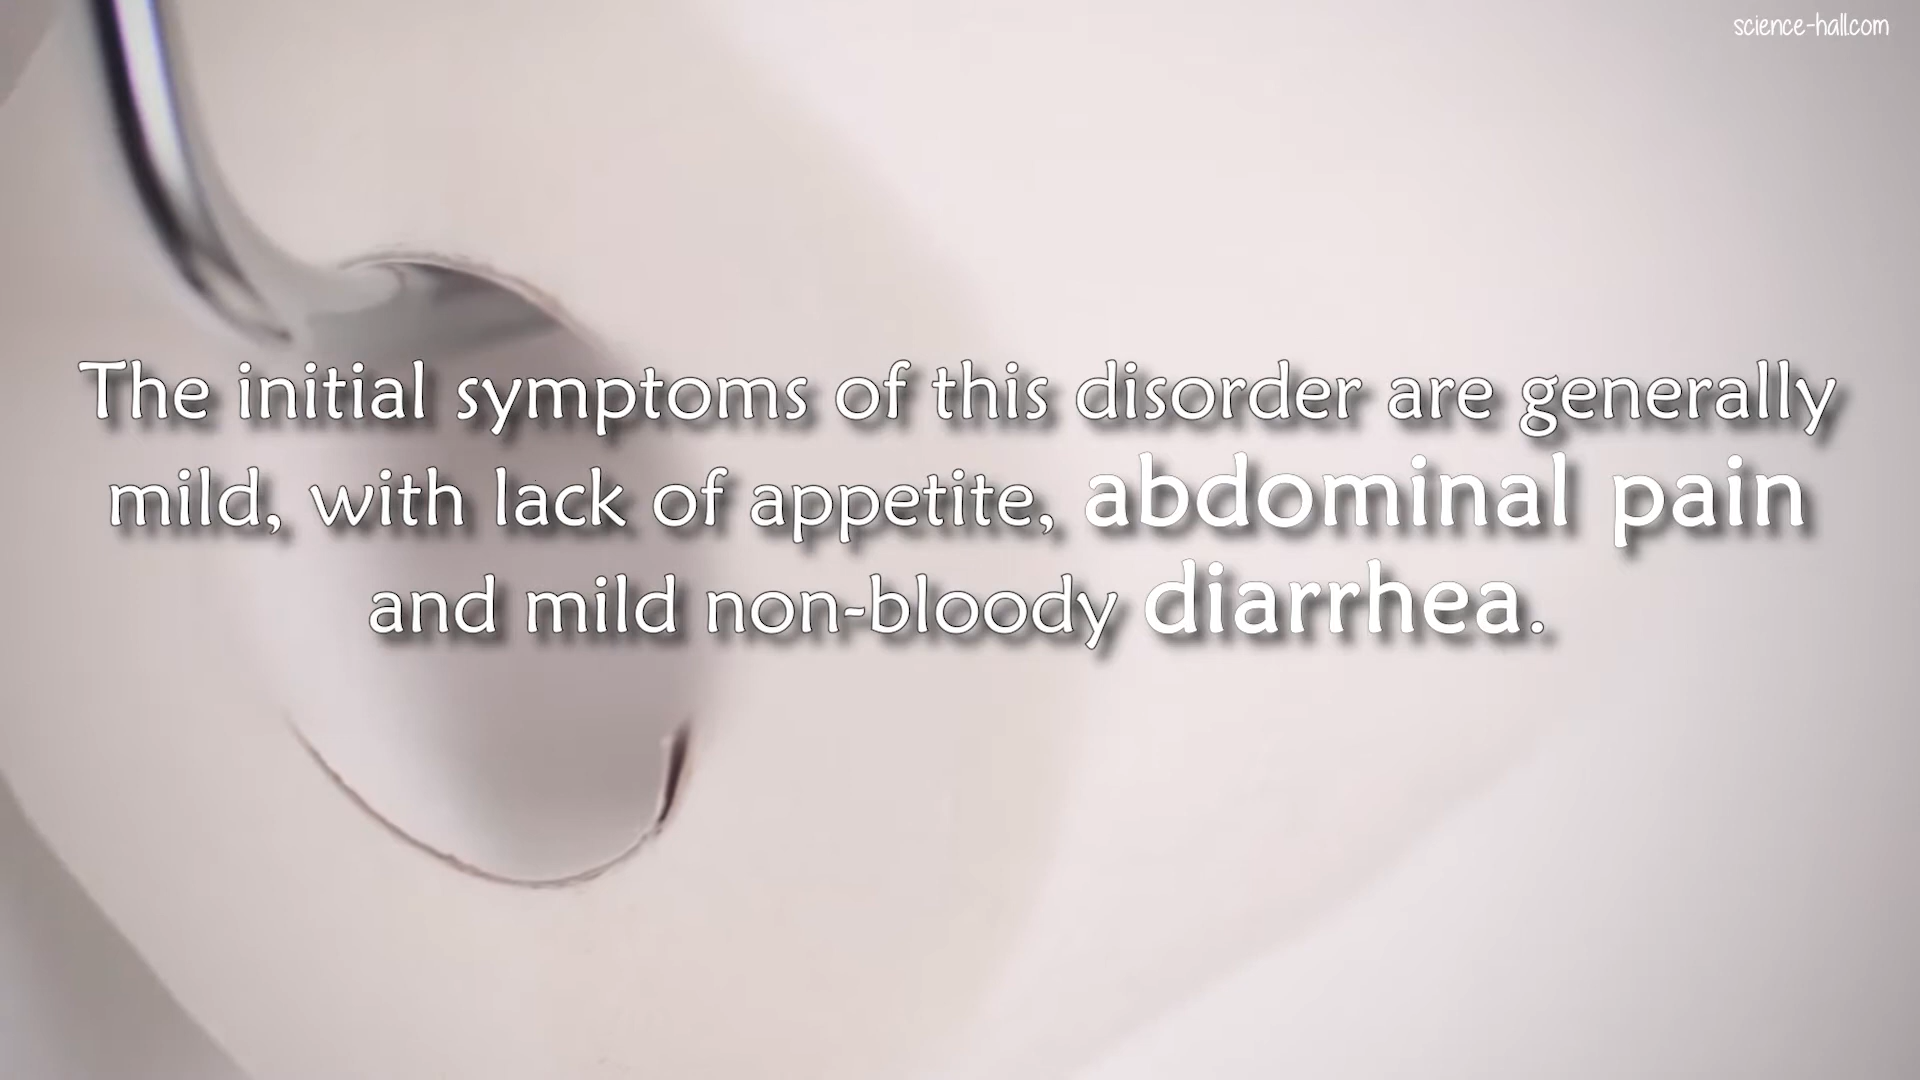 science-hall.com
The initial symptoms of this disorder are generally
mild, with lack of appetite, abdominal pain
and mild non-bloody diarrhea.